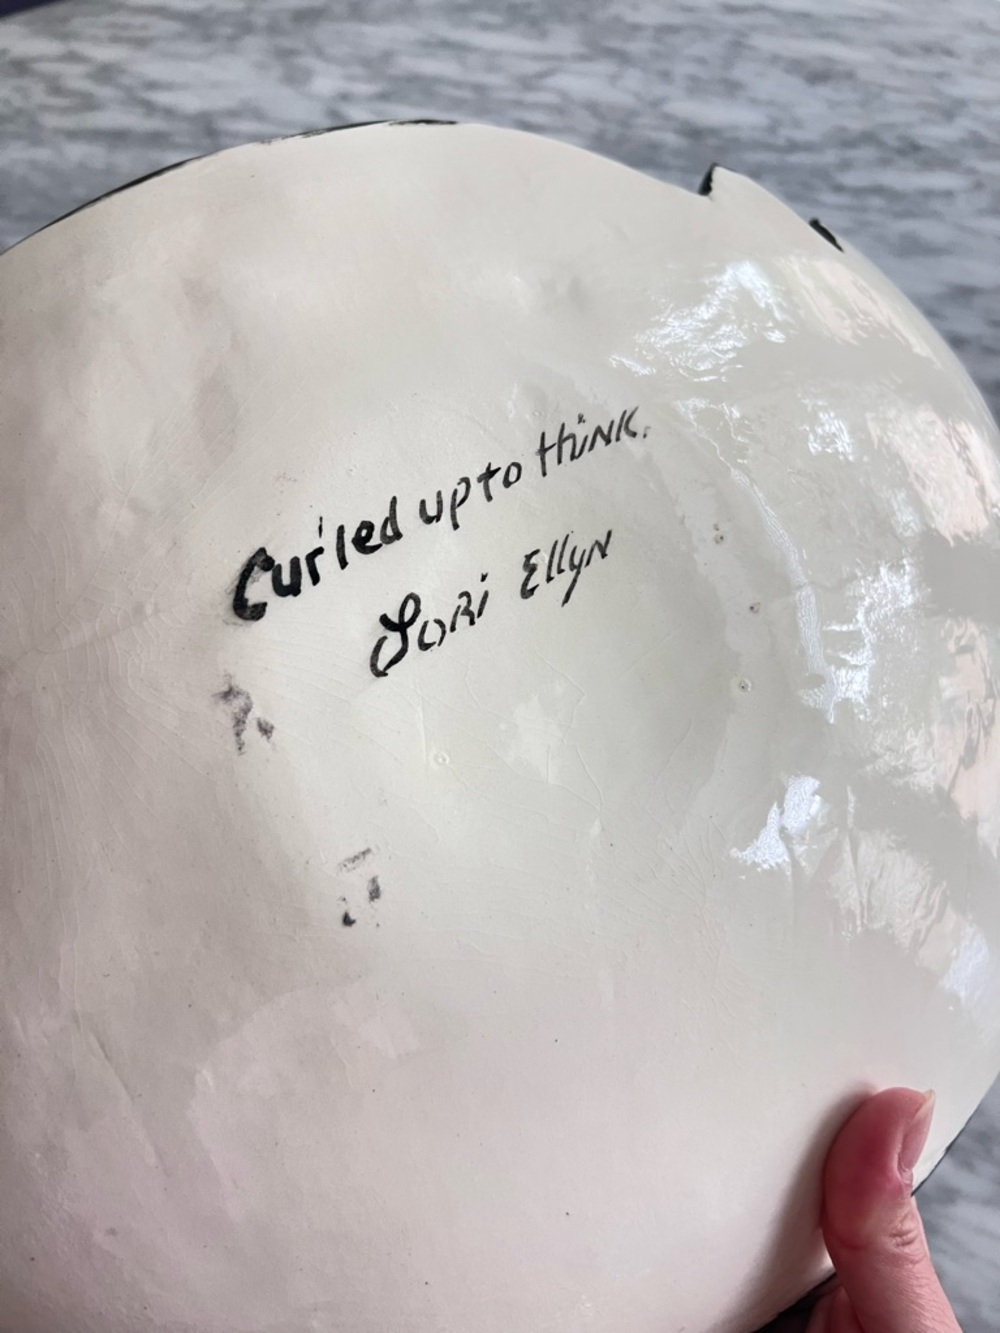 Curled up to think.
Lori Ellyn